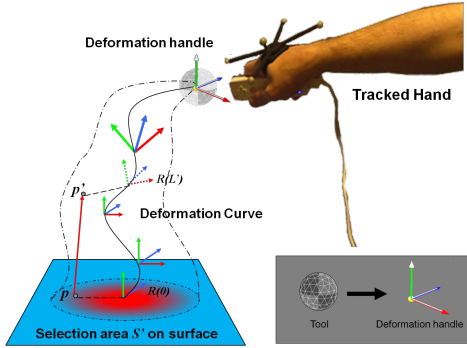 Deformation handle
Tracked Hand
R(L')
p'
Deformation Curve
p
R(0)
Selection area S' on surface
Tool
Deformation handle